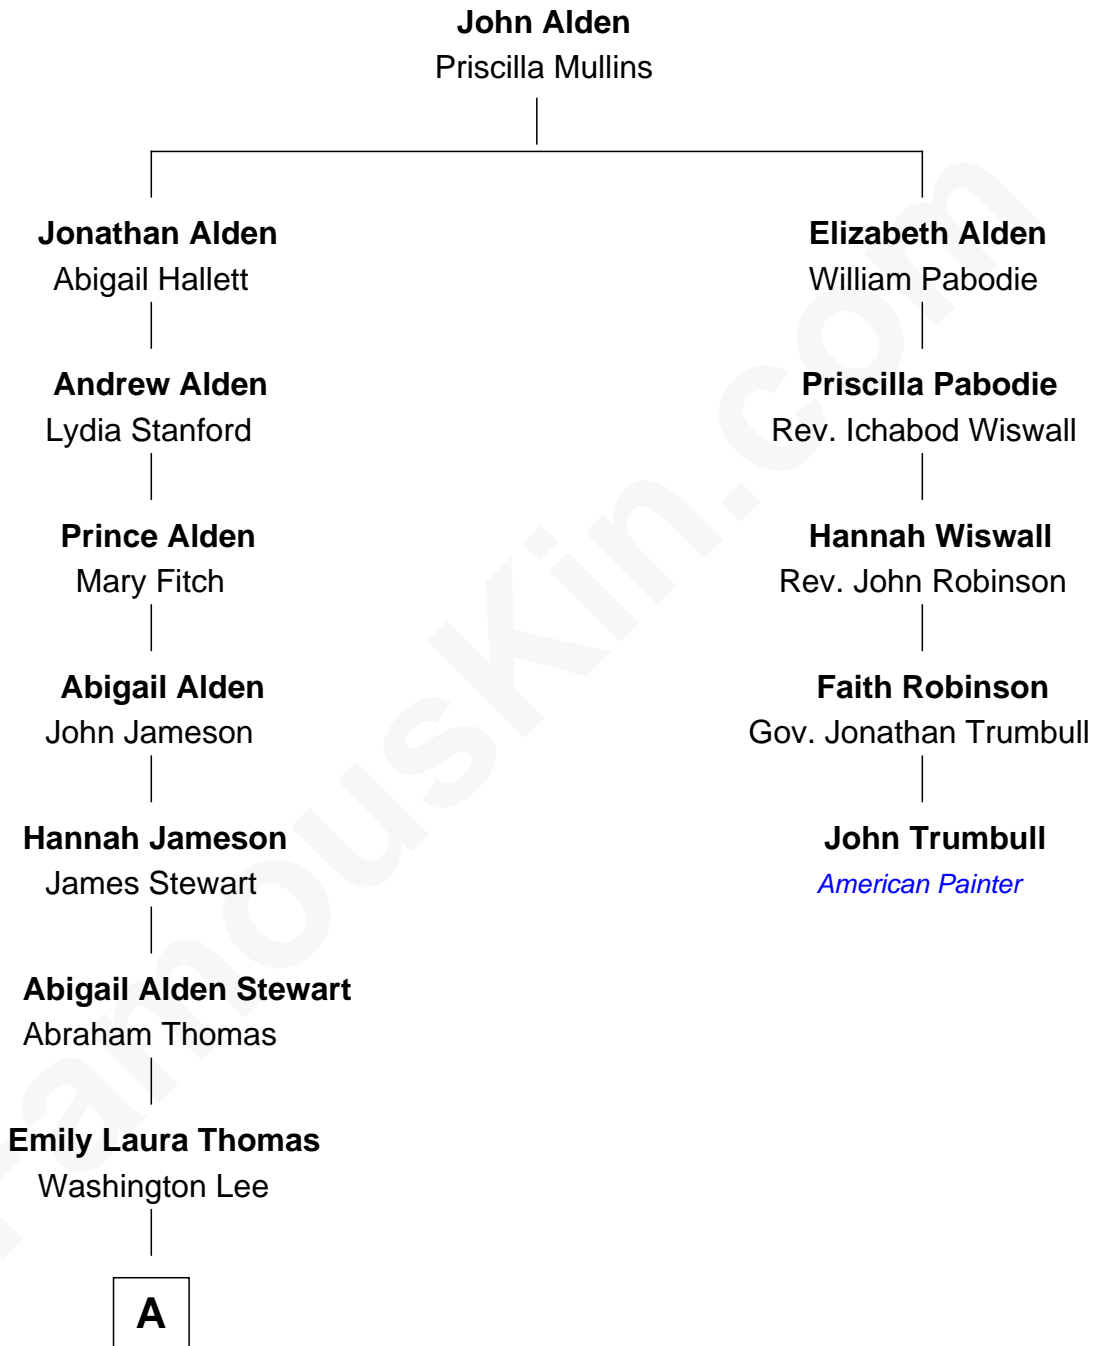 John Alden
Priscilla Mullins
Jonathan Alden
Abigail Hallett
Andrew Alden
Lydia Stanford
Prince Alden
Mary Fitch
Abigail Alden
John Jameson
Hannah Jameson
James Stewart
Abigail Alden Stewart
Abraham Thomas
Emily Laura Thomas
Washington Lee
A
Elizabeth Alden
William Pabodie
Priscilla Pabodie
Rev. Ichabod Wiswall
Hannah Wiswall
Rev. John Robinson
Faith Robinson
Gov. Jonathan Trumbull
John Trumbull
American Painter
FamousKin.com